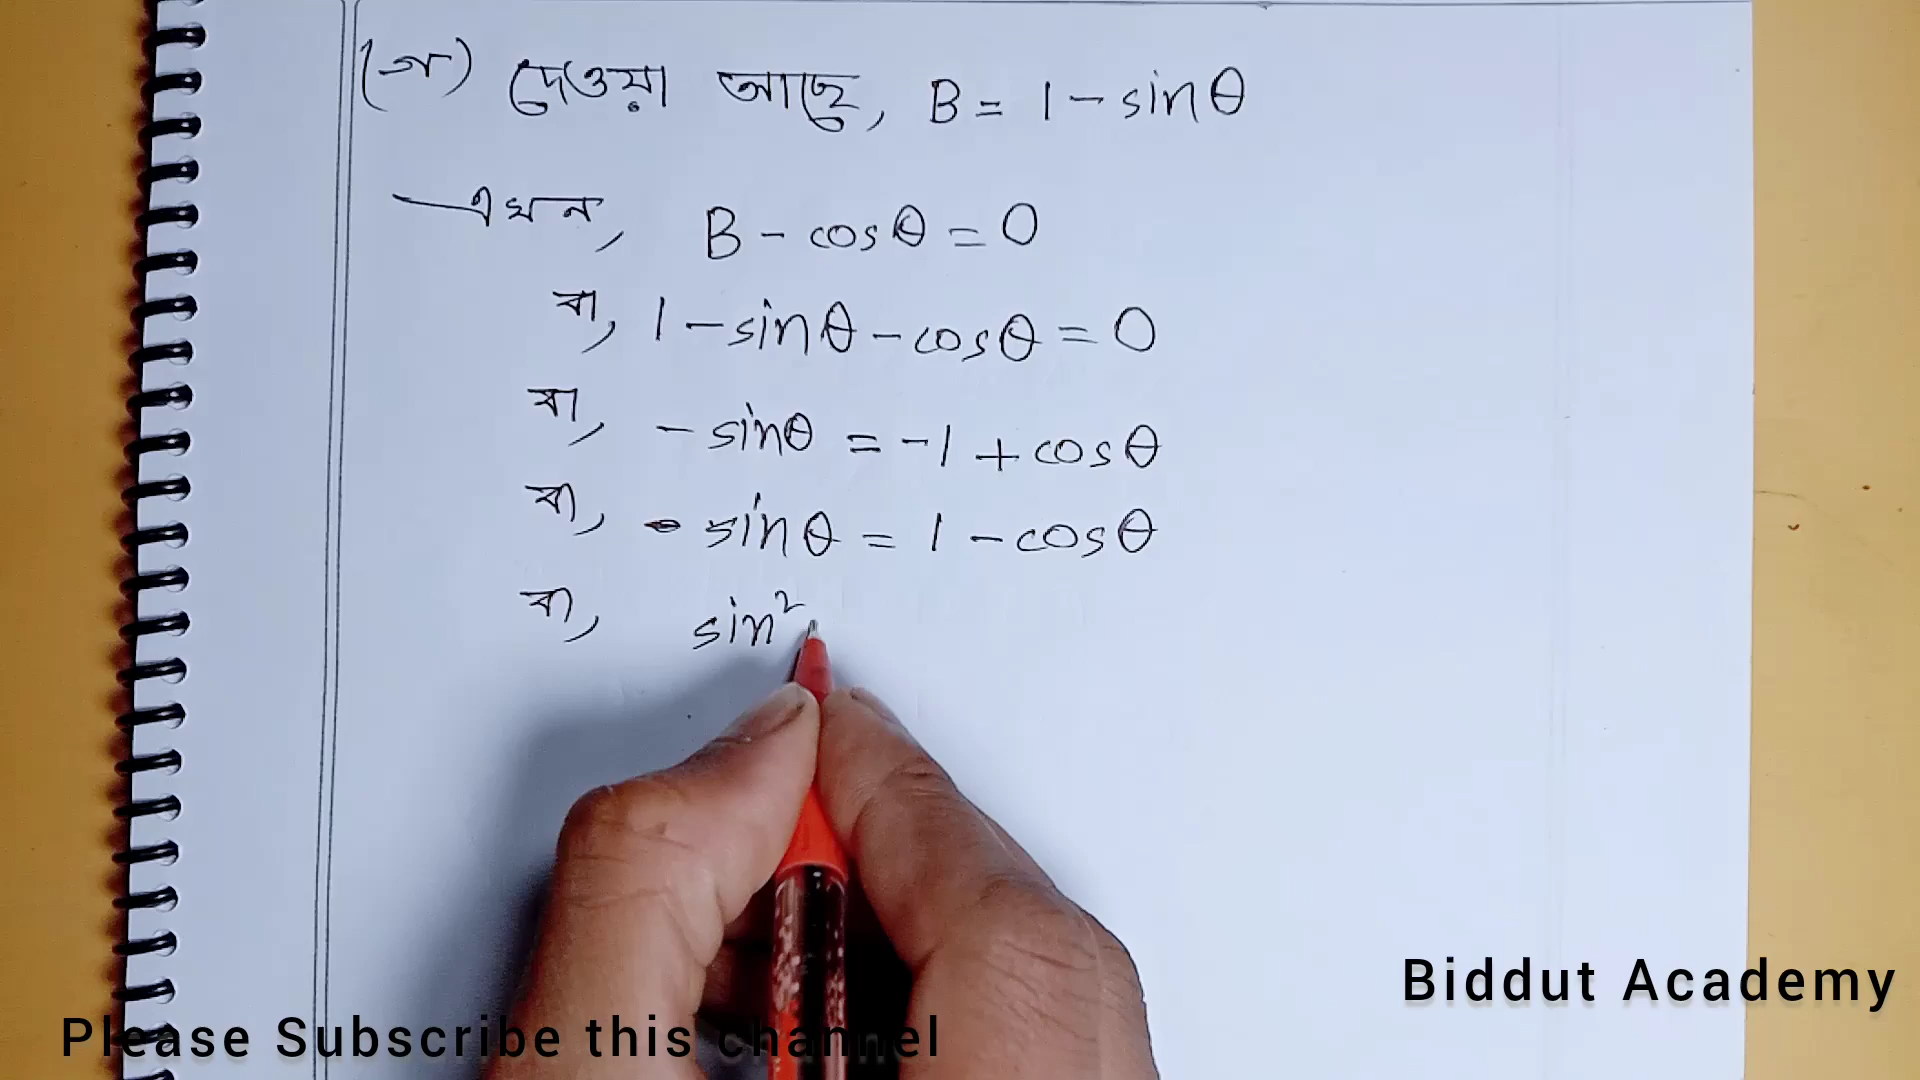 (গ) দেওয়া আছে, B = 1 - sinθ
এখন, B - cosθ = 0
বা, 1 - sinθ - cosθ = 0
বা, - sinθ = -1 + cosθ
বা, - sinθ = 1 - cosθ
বা, sin²
Biddut Academy
Please Subscribe this channel